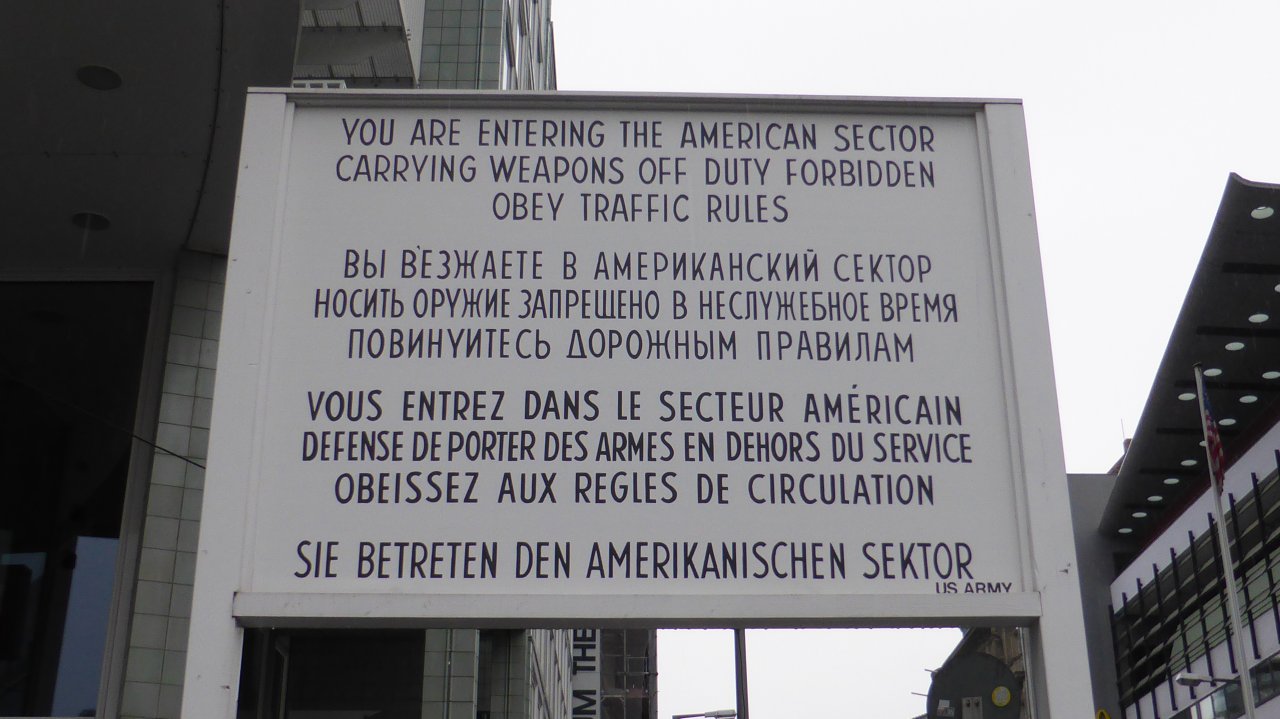 YOU ARE ENTERING THE AMERICAN SECTOR
CARRYING WEAPONS OFF DUTY FORBIDDEN
OBEY TRAFFIC RULES
ВЫ В'ЕЗЖАЕТЕ В АМЕРИКАНСКИЙ СЕКТОР
НОСИТЬ ОРУЖИЕ ЗАПРЕЩЕНО В НЕСЛУЖЕБНОЕ ВРЕМЯ
ПОВИНУИТЕСЬ ДОРОЖНЫМ ПРАВИЛАМ
VOUS ENTREZ DANS LE SECTEUR AMÉRICAIN
DEFENSE DE PORTER DES ARMES EN DEHORS DU SERVICE
OBEISSEZ AUX REGLES DE CIRCULATION
SIE BETRETEN DEN AMERIKANISCHEN SEKTOR
US ARMY